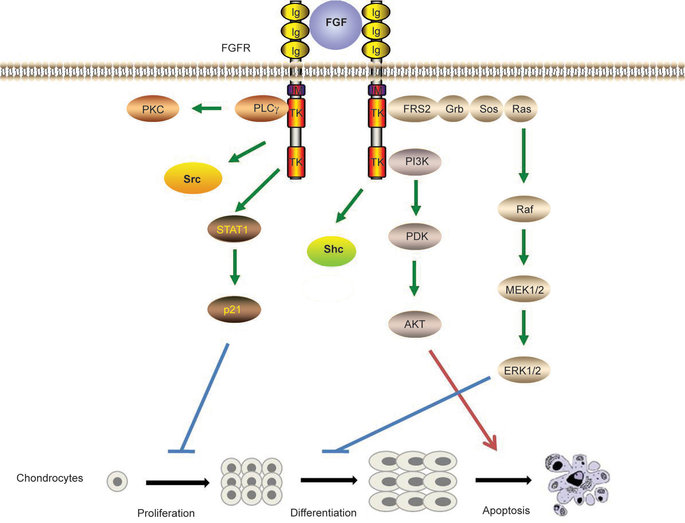 Ig
Ig
Ig
FGF
Ig
Ig
Ig
FGFR
TM
TM
PKC
PLCγ
TK
TK
FRS2
Grb
Sos
Ras
TK
TK
PI3K
Src
STAT1
Shc
PDK
Raf
p21
AKT
MEK1/2
ERK1/2
Chondrocytes
Proliferation
Differentiation
Apoptosis